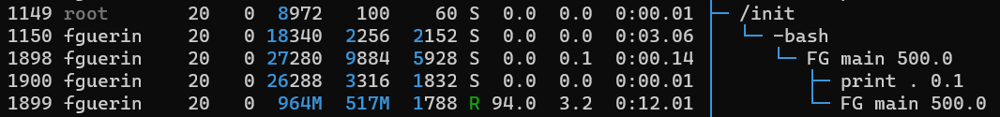 1149 root 20 0 8972 100 60 S 0.0 0.0 0:00.01 /init
1150 fguerin 20 0 18340 2256 2152 S 0.0 0.0 0:03.06 -bash
1898 fguerin 20 0 27280 9884 5928 S 0.0 0.1 0:00.14 FG main 500.0
1900 fguerin 20 0 26288 3316 1832 S 0.0 0.0 0:00.01 print . 0.1
1899 fguerin 20 0 964M 517M 1788 R 94.0 3.2 0:12.01 FG main 500.0